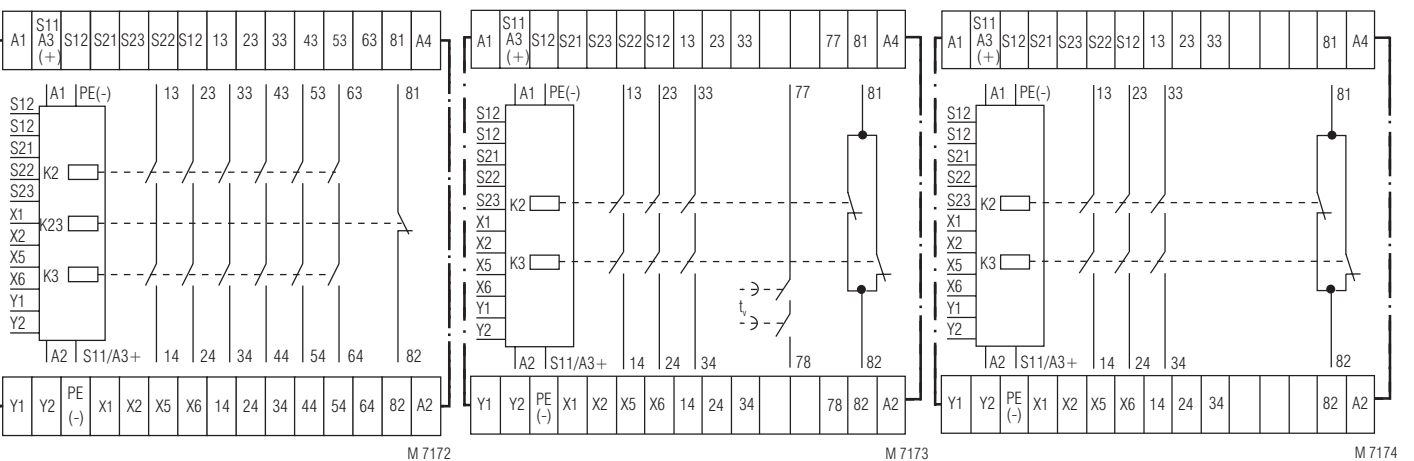 A1 S11 A3 (+) S12 S21 S23 S22 S12 13 23 33 43 53 63 81 A4
A1 PE(-) 13 23 33 43 53 63 81
S12
S12
S21
S22
S23
X1
X2
X5
X6
Y1
Y2
K2
K23
K3
A2 S11/A3+ 14 24 34 44 54 64 82
Y1 Y2 PE (-) X1 X2 X5 X6 14 24 34 44 54 64 82 A2
M 7172
A1 S11 A3 (+) S12 S21 S23 S22 S12 13 23 33 77 81 A4
A1 PE(-) 13 23 33 77 81
S12
S12
S21
S22
S23
X1
X2
X5
X6
Y1
Y2
K2
K3
tv
A2 S11/A3+ 14 24 34 78 82
Y1 Y2 PE (-) X1 X2 X5 X6 14 24 34 78 82 A2
M 7173
A1 S11 A3 (+) S12 S21 S23 S22 S12 13 23 33 81 A4
A1 PE(-) 13 23 33 81
S12
S12
S21
S22
S23
X1
X2
X5
X6
Y1
Y2
K2
K3
A2 S11/A3+ 14 24 34 82
Y1 Y2 PE (-) X1 X2 X5 X6 14 24 34 82 A2
M 7174